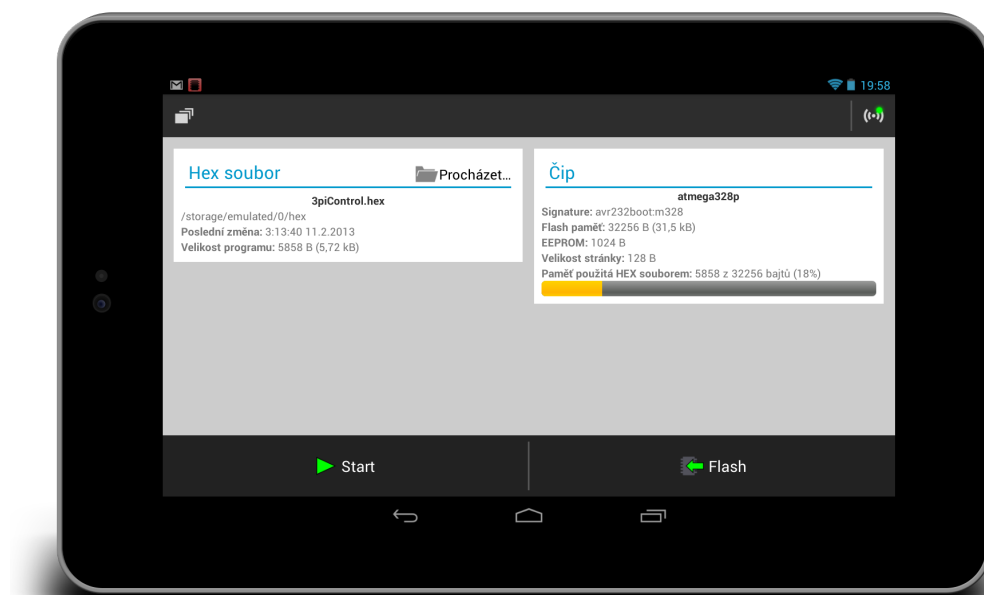 19:58
Hex soubor
Procházet...
3piControl.hex
/storage/emulated/0/hex
Poslední změna: 3:13:40 11.2.2013
Velikost programu: 5858 B (5,72 kB)
Čip
atmega328p
Signature: avr232boot:m328
Flash paměť: 32256 B (31,5 kB)
EEPROM: 1024 B
Velikost stránky: 128 B
Paměť použitá HEX souborem: 5858 z 32256 bajtů (18%)
Start
Flash